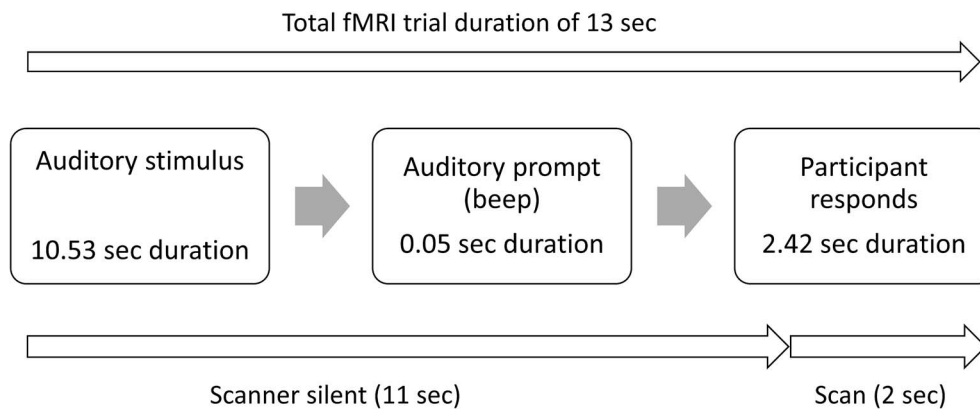 Total fMRI trial duration of 13 sec
Auditory stimulus
10.53 sec duration
Auditory prompt
(beep)
0.05 sec duration
Participant
responds
2.42 sec duration
Scanner silent (11 sec)
Scan (2 sec)